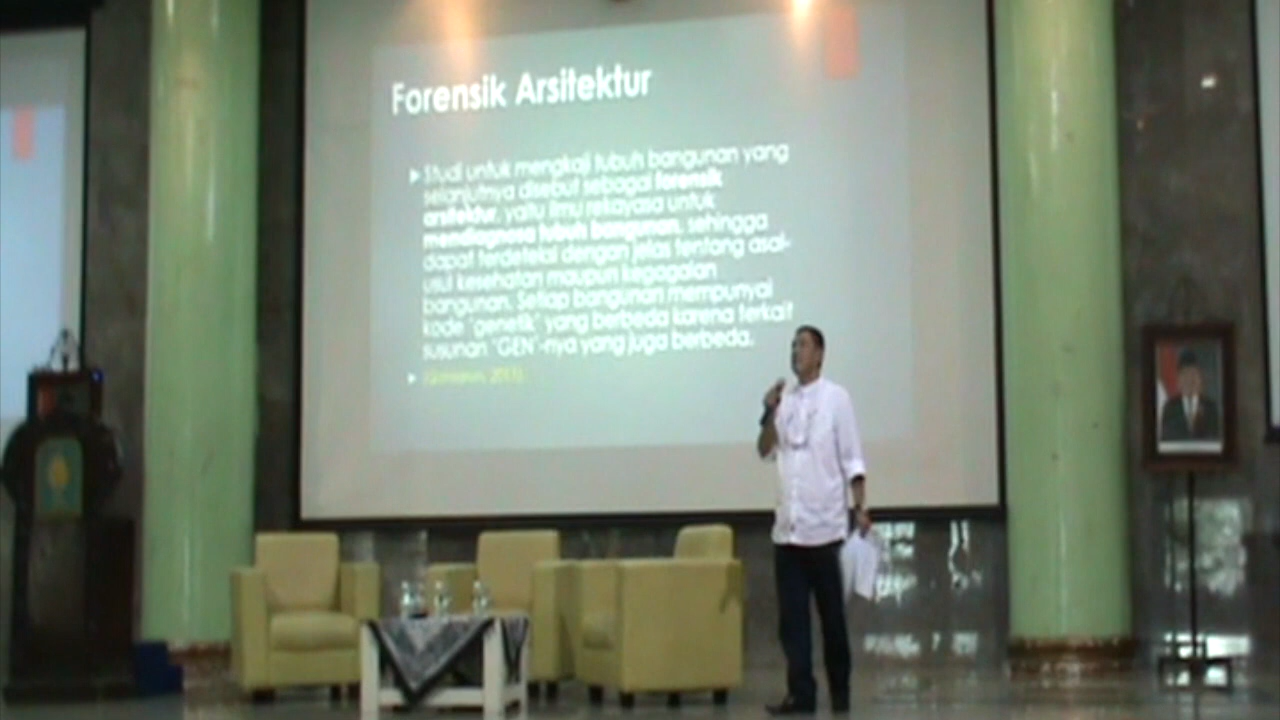 Forensik Arsitektur
Studi untuk mengkaji tubuh bangunan yang
selanjutnya disebut sebagai forensik
arsitektur, yaitu ilmu rekayasa untuk
mendiagnosa tubuh bangunan, sehingga
dapat terdeteksi dengan jelas tentang asal-
usul kesehatan maupun kegagalan
bangunan. Setiap bangunan mempunyai
kode "genetik" yang berbeda karena terkait
susunan "GEN"-nya yang juga berbeda.